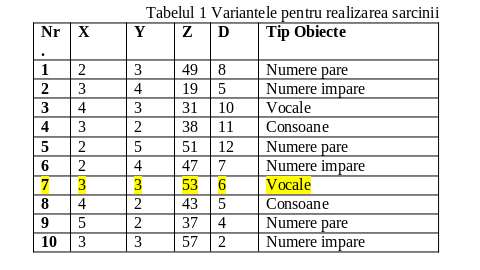 Tabelul 1 Variantele pentru realizarea sarcinii
Nr X Y Z D Tip Obiecte
.
1 2 3 49 8 Numere pare
2 3 4 19 5 Numere impare
3 4 3 31 10 Vocale
4 3 2 38 11 Consoane
5 2 5 51 12 Numere pare
6 2 4 47 7 Numere impare
7 3 3 53 6 Vocale
8 4 2 43 5 Consoane
9 5 2 37 4 Numere pare
10 3 3 57 2 Numere impare